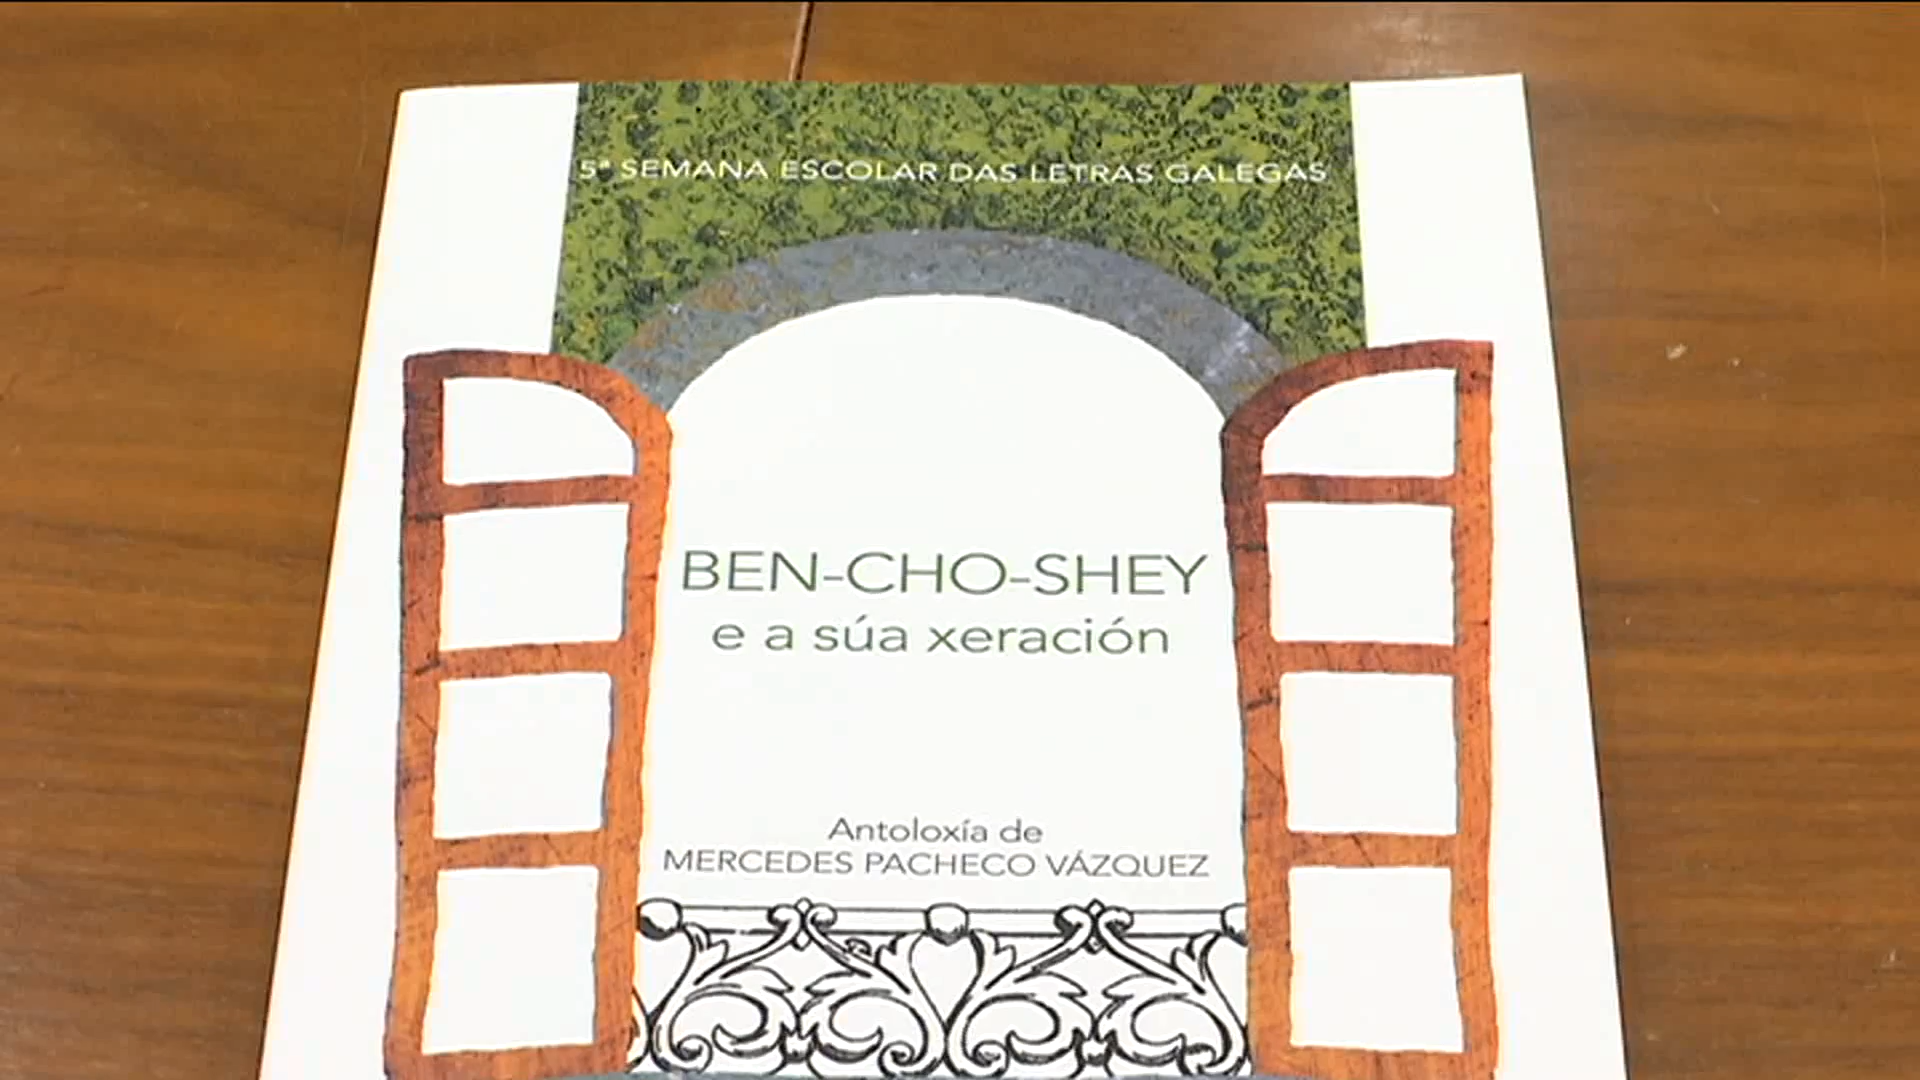 5ª SEMANA ESCOLAR DAS LETRAS GALEGAS
BEN-CHO-SHEY
e a súa xeración
Antoloxía de
MERCEDES PACHECO VÁZQUEZ